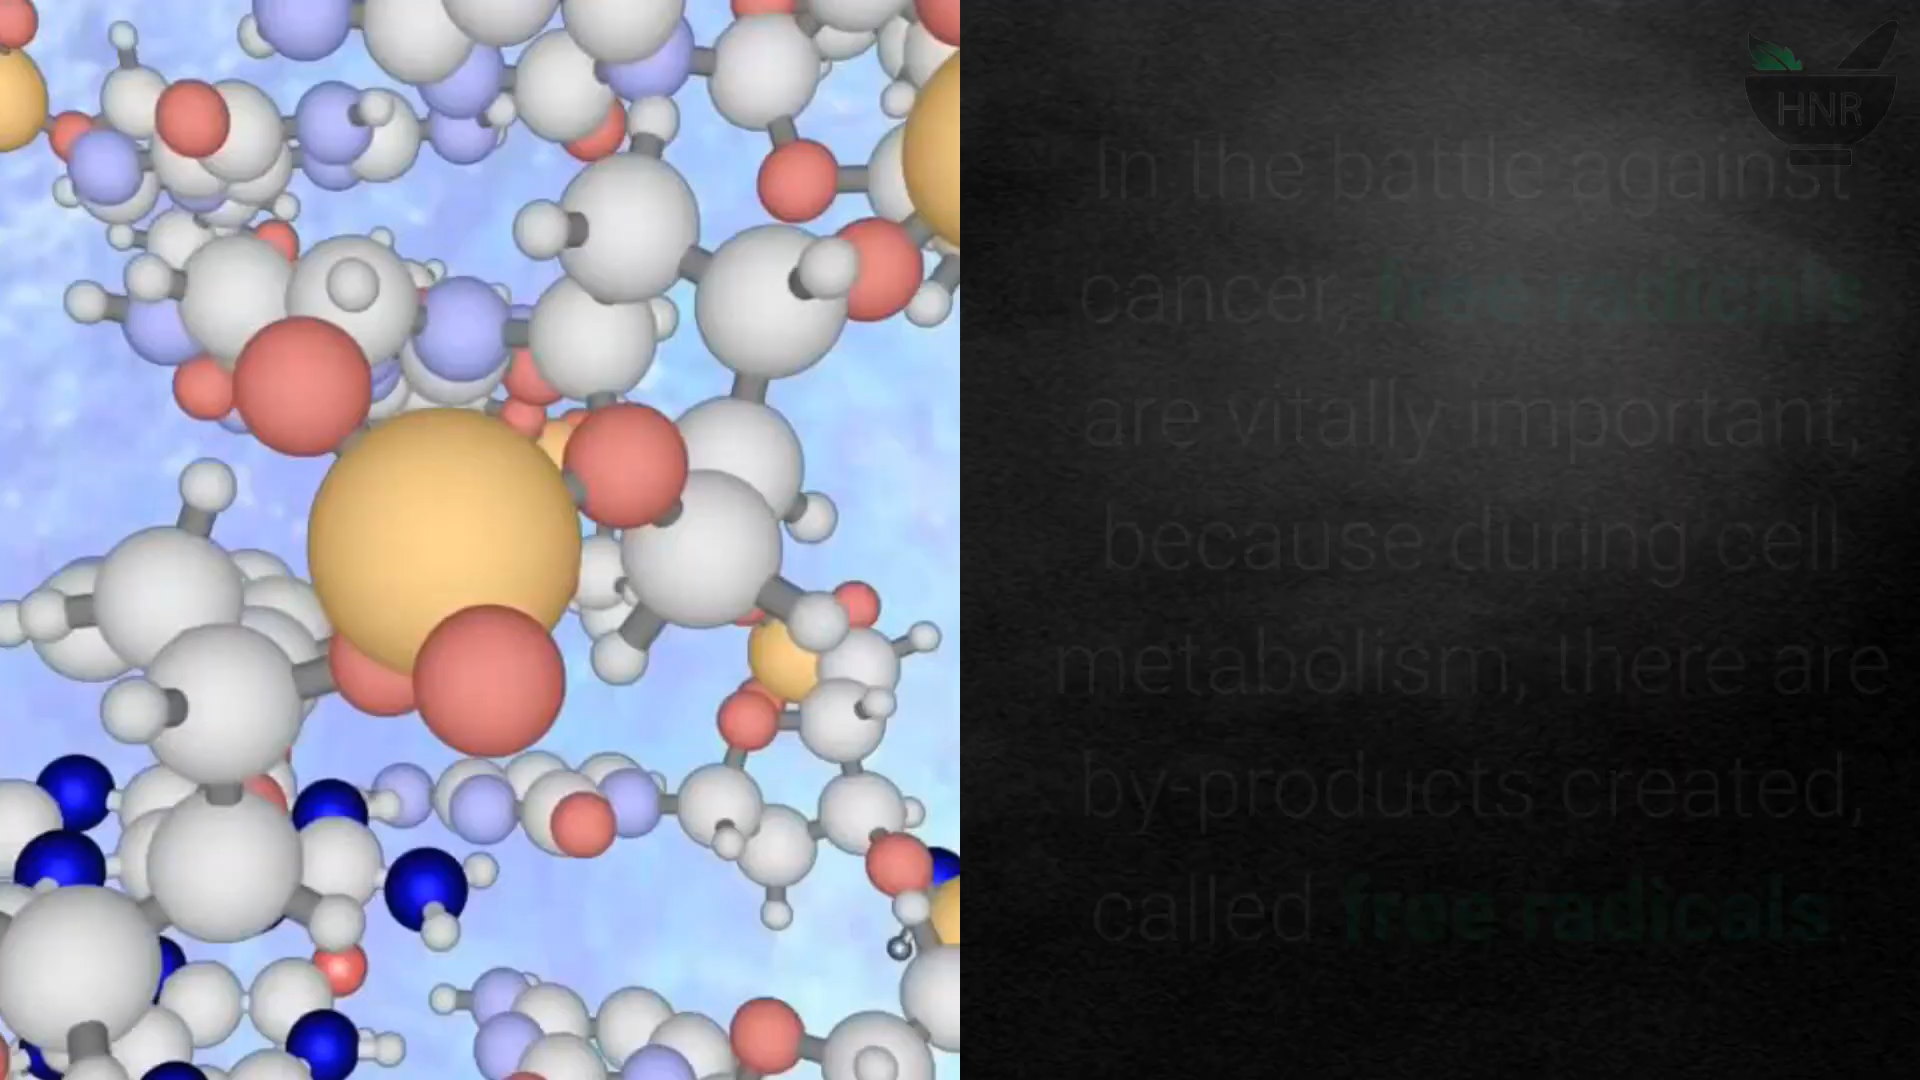 HNR
In the battle against
cancer, free radicals
are vitally important,
because during cell
metabolism, there are
by-products created,
called free radicals